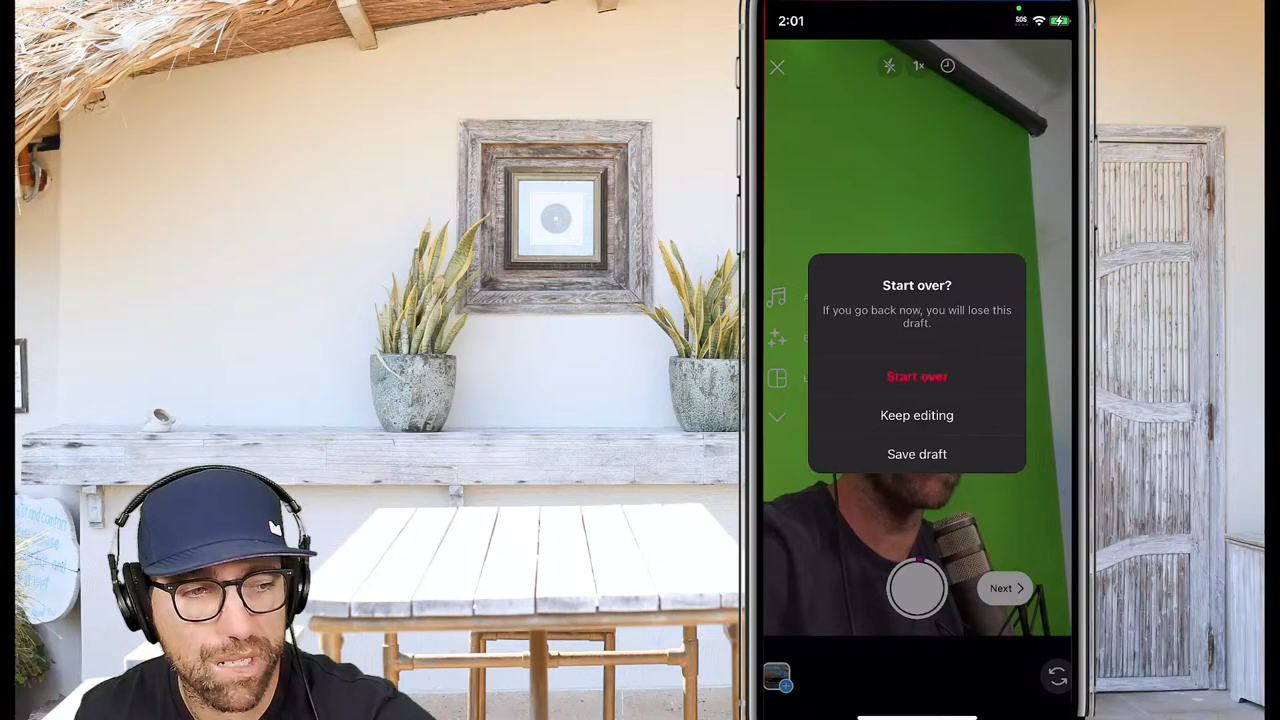 2:01
SOS
1x
Start over?
If you go back now, you will lose this
draft.
Start over
Keep editing
Save draft
Next